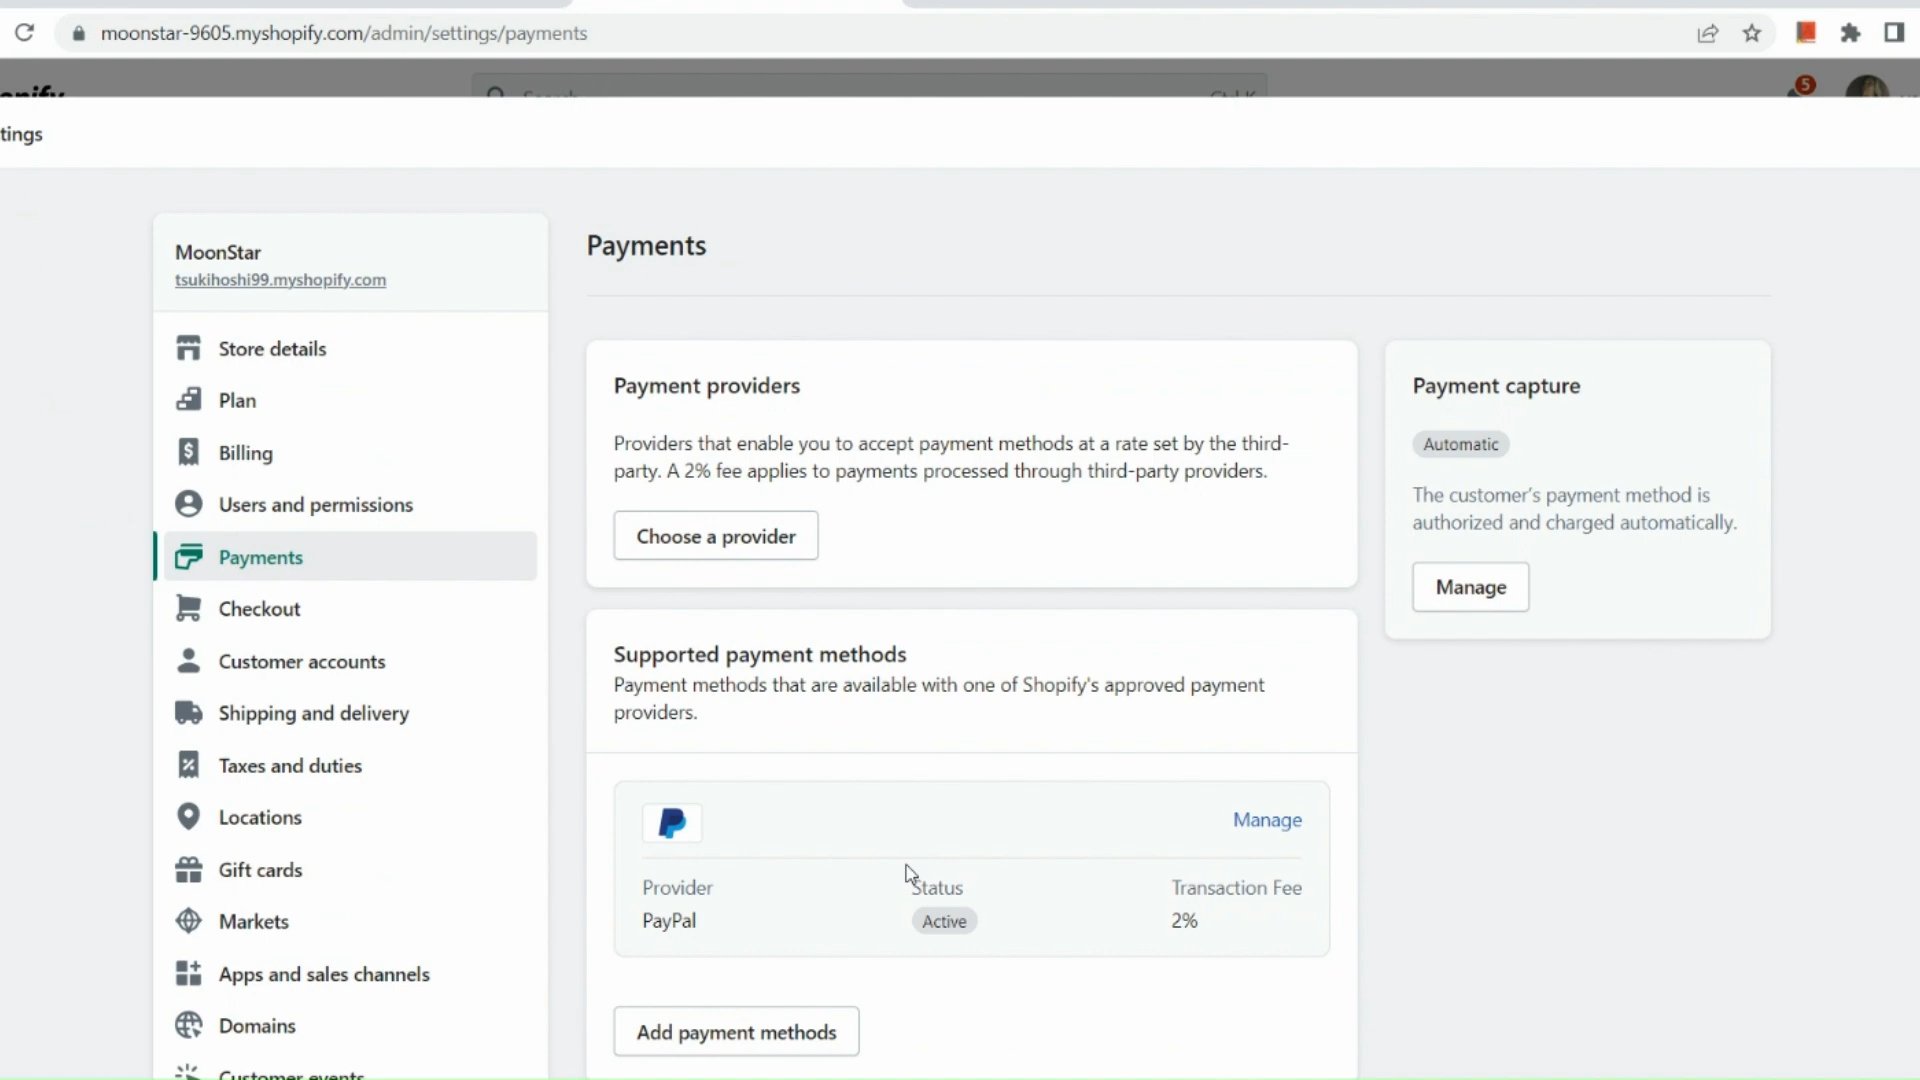 moonstar-9605.myshopify.com/admin/settings/payments
5
tings
MoonStar
tsukihoshi99.myshopify.com
Store details
Plan
Billing
Users and permissions
Payments
Checkout
Customer accounts
Shipping and delivery
Taxes and duties
Locations
Gift cards
Markets
Apps and sales channels
Domains
Customer events
Payments
Payment providers
Providers that enable you to accept payment methods at a rate set by the third-
party. A 2% fee applies to payments processed through third-party providers.
Choose a provider
Supported payment methods
Payment methods that are available with one of Shopify's approved payment
providers.
Manage
Provider Status Transaction Fee
PayPal Active 2%
Add payment methods
Payment capture
Automatic
The customer's payment method is
authorized and charged automatically.
Manage